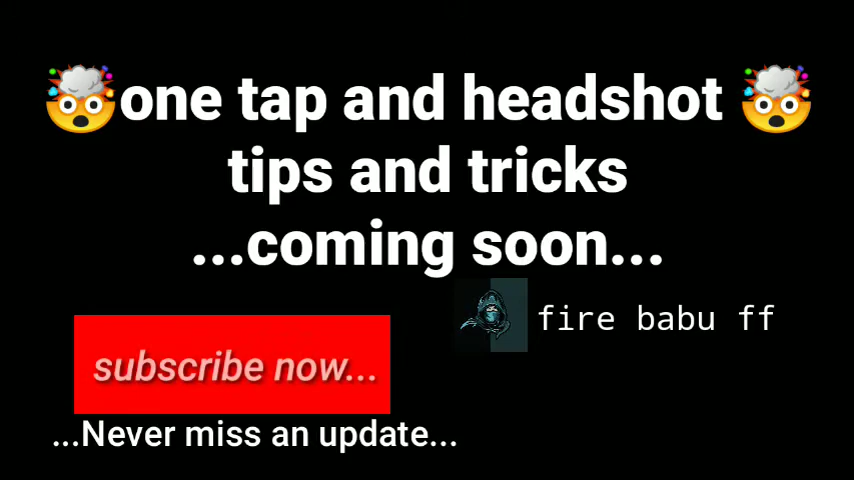 🤯one tap and headshot 🤯
tips and tricks
...coming soon...
fire babu ff
subscribe now...
...Never miss an update...